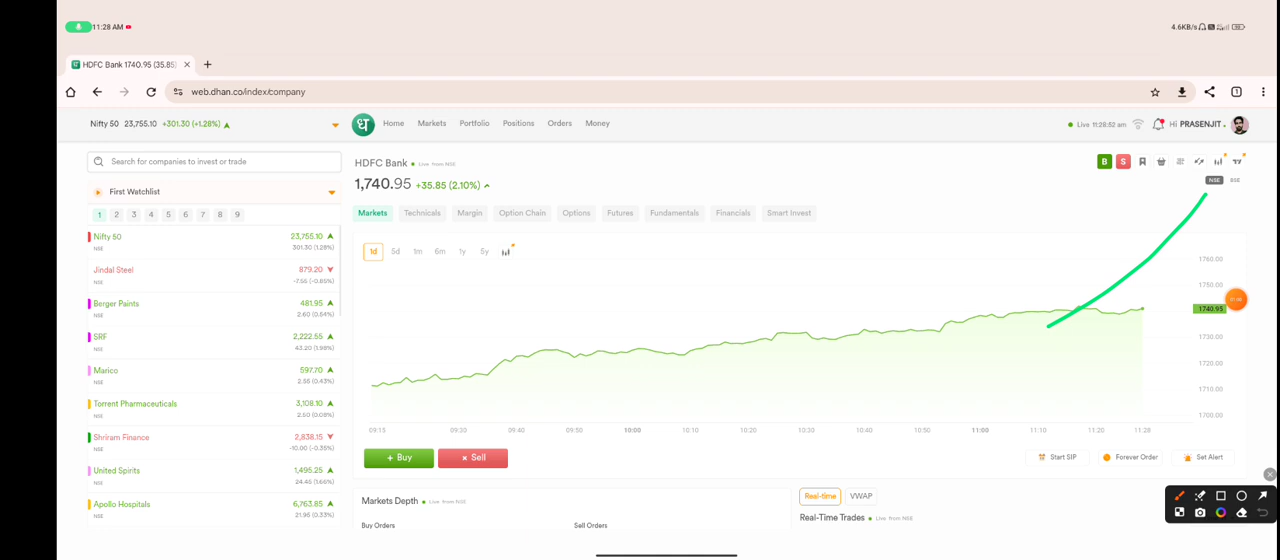 11:28 AM
4.6KB/s
HDFC Bank 1740.95 (35.85)
web.dhan.co/index/company
1
Nifty 50 23,755.10 +301.30 (+1.28%)
ध
Home Markets Portfolio Positions Orders Money
Live 11:28:52 am
Hi PRASENJIT
Search for companies to invest or trade
First Watchlist
1 2 3 4 5 6 7 8 9
Nifty 50 23,755.10
NSE 301.30 (1.28%)
Jindal Steel 879.20
NSE -7.55 (-0.85%)
Berger Paints 481.95
NSE 2.60 (0.54%)
SRF 2,222.55
NSE 43.20 (1.98%)
Marico 597.70
NSE 2.55 (0.43%)
Torrent Pharmaceuticals 3,108.10
NSE 2.50 (0.08%)
Shriram Finance 2,838.15
NSE -10.00 (-0.35%)
United Spirits 1,495.25
NSE 24.45 (1.66%)
Apollo Hospitals 6,763.85
NSE 21.95 (0.33%)
HDFC Bank Live from NSE
B S
1,740.95 +35.85 (2.10%)
NSE BSE
Markets Technicals Margin Option Chain Options Futures Fundamentals Financials Smart Invest
1d 5d 1m 6m 1y 5y
1760.00
1750.00
1740.95
1730.00
1720.00
1710.00
1700.00
09:15 09:30 09:40 09:50 10:00 10:10 10:20 10:30 10:40 10:50 11:00 11:10 11:20 11:28
+ Buy × Sell
Start SIP Forever Order Set Alert
Markets Depth Live from NSE
Buy Orders Sell Orders
Real-time VWAP
Real-Time Trades Live from NSE